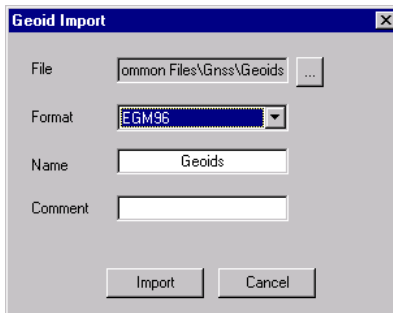 Geoid Import
File ommon Files\Gnss\Geoids ...
Format EGM96
Name Geoids
Comment
Import Cancel